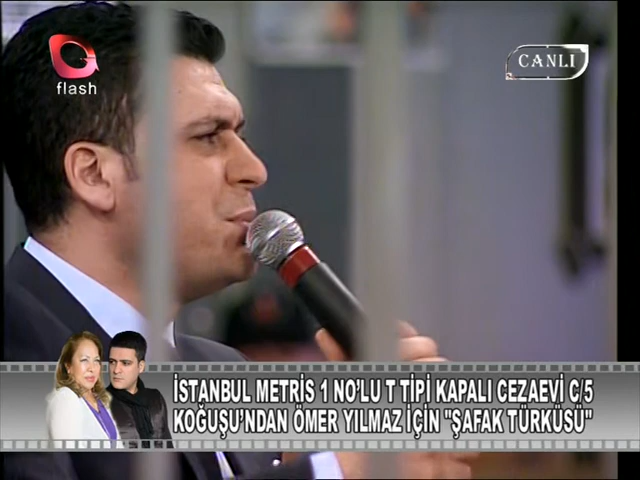 flash
CANLI
İSTANBUL METRİS 1 NO'LU T TİPİ KAPALI CEZAEVİ C/5
KOĞUŞU'NDAN ÖMER YILMAZ İÇİN "ŞAFAK TÜRKÜSÜ"